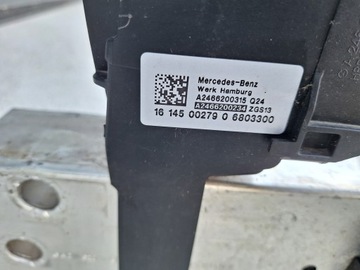 Mercedes-Benz
Werk Hamburg
A2466200315 Q24
A2466200234 ZGS13
16 145 00279 0 6803300